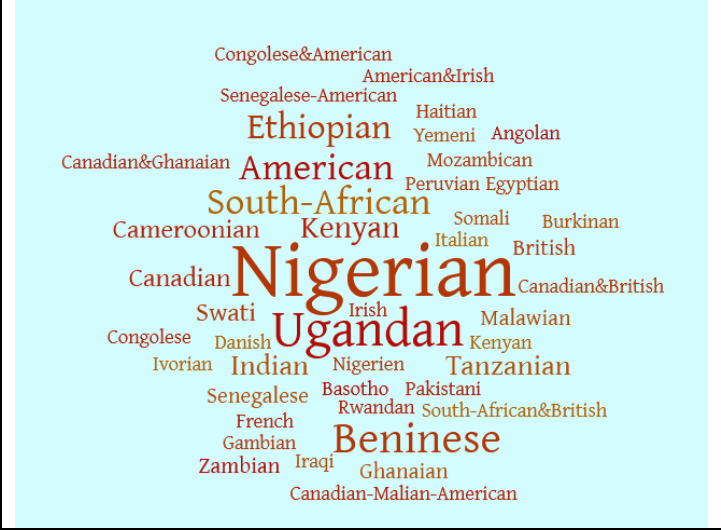 Congolese&American
American&Irish
Senegalese-American
Haitian
Ethiopian
Yemeni
Angolan
Canadian&Ghanaian
American
Mozambican
Peruvian
Egyptian
South-African
Cameroonian
Kenyan
Somali
Burkinan
Italian
British
Nigerian
Canadian
Canadian&British
Swati
Irish
Ugandan
Malawian
Congolese
Danish
Kenyan
Ivorian
Indian
Nigerien
Tanzanian
Senegalese
Basotho
Pakistani
Rwandan
South-African&British
French
Gambian
Beninese
Zambian
Iraqi
Ghanaian
Canadian-Malian-American